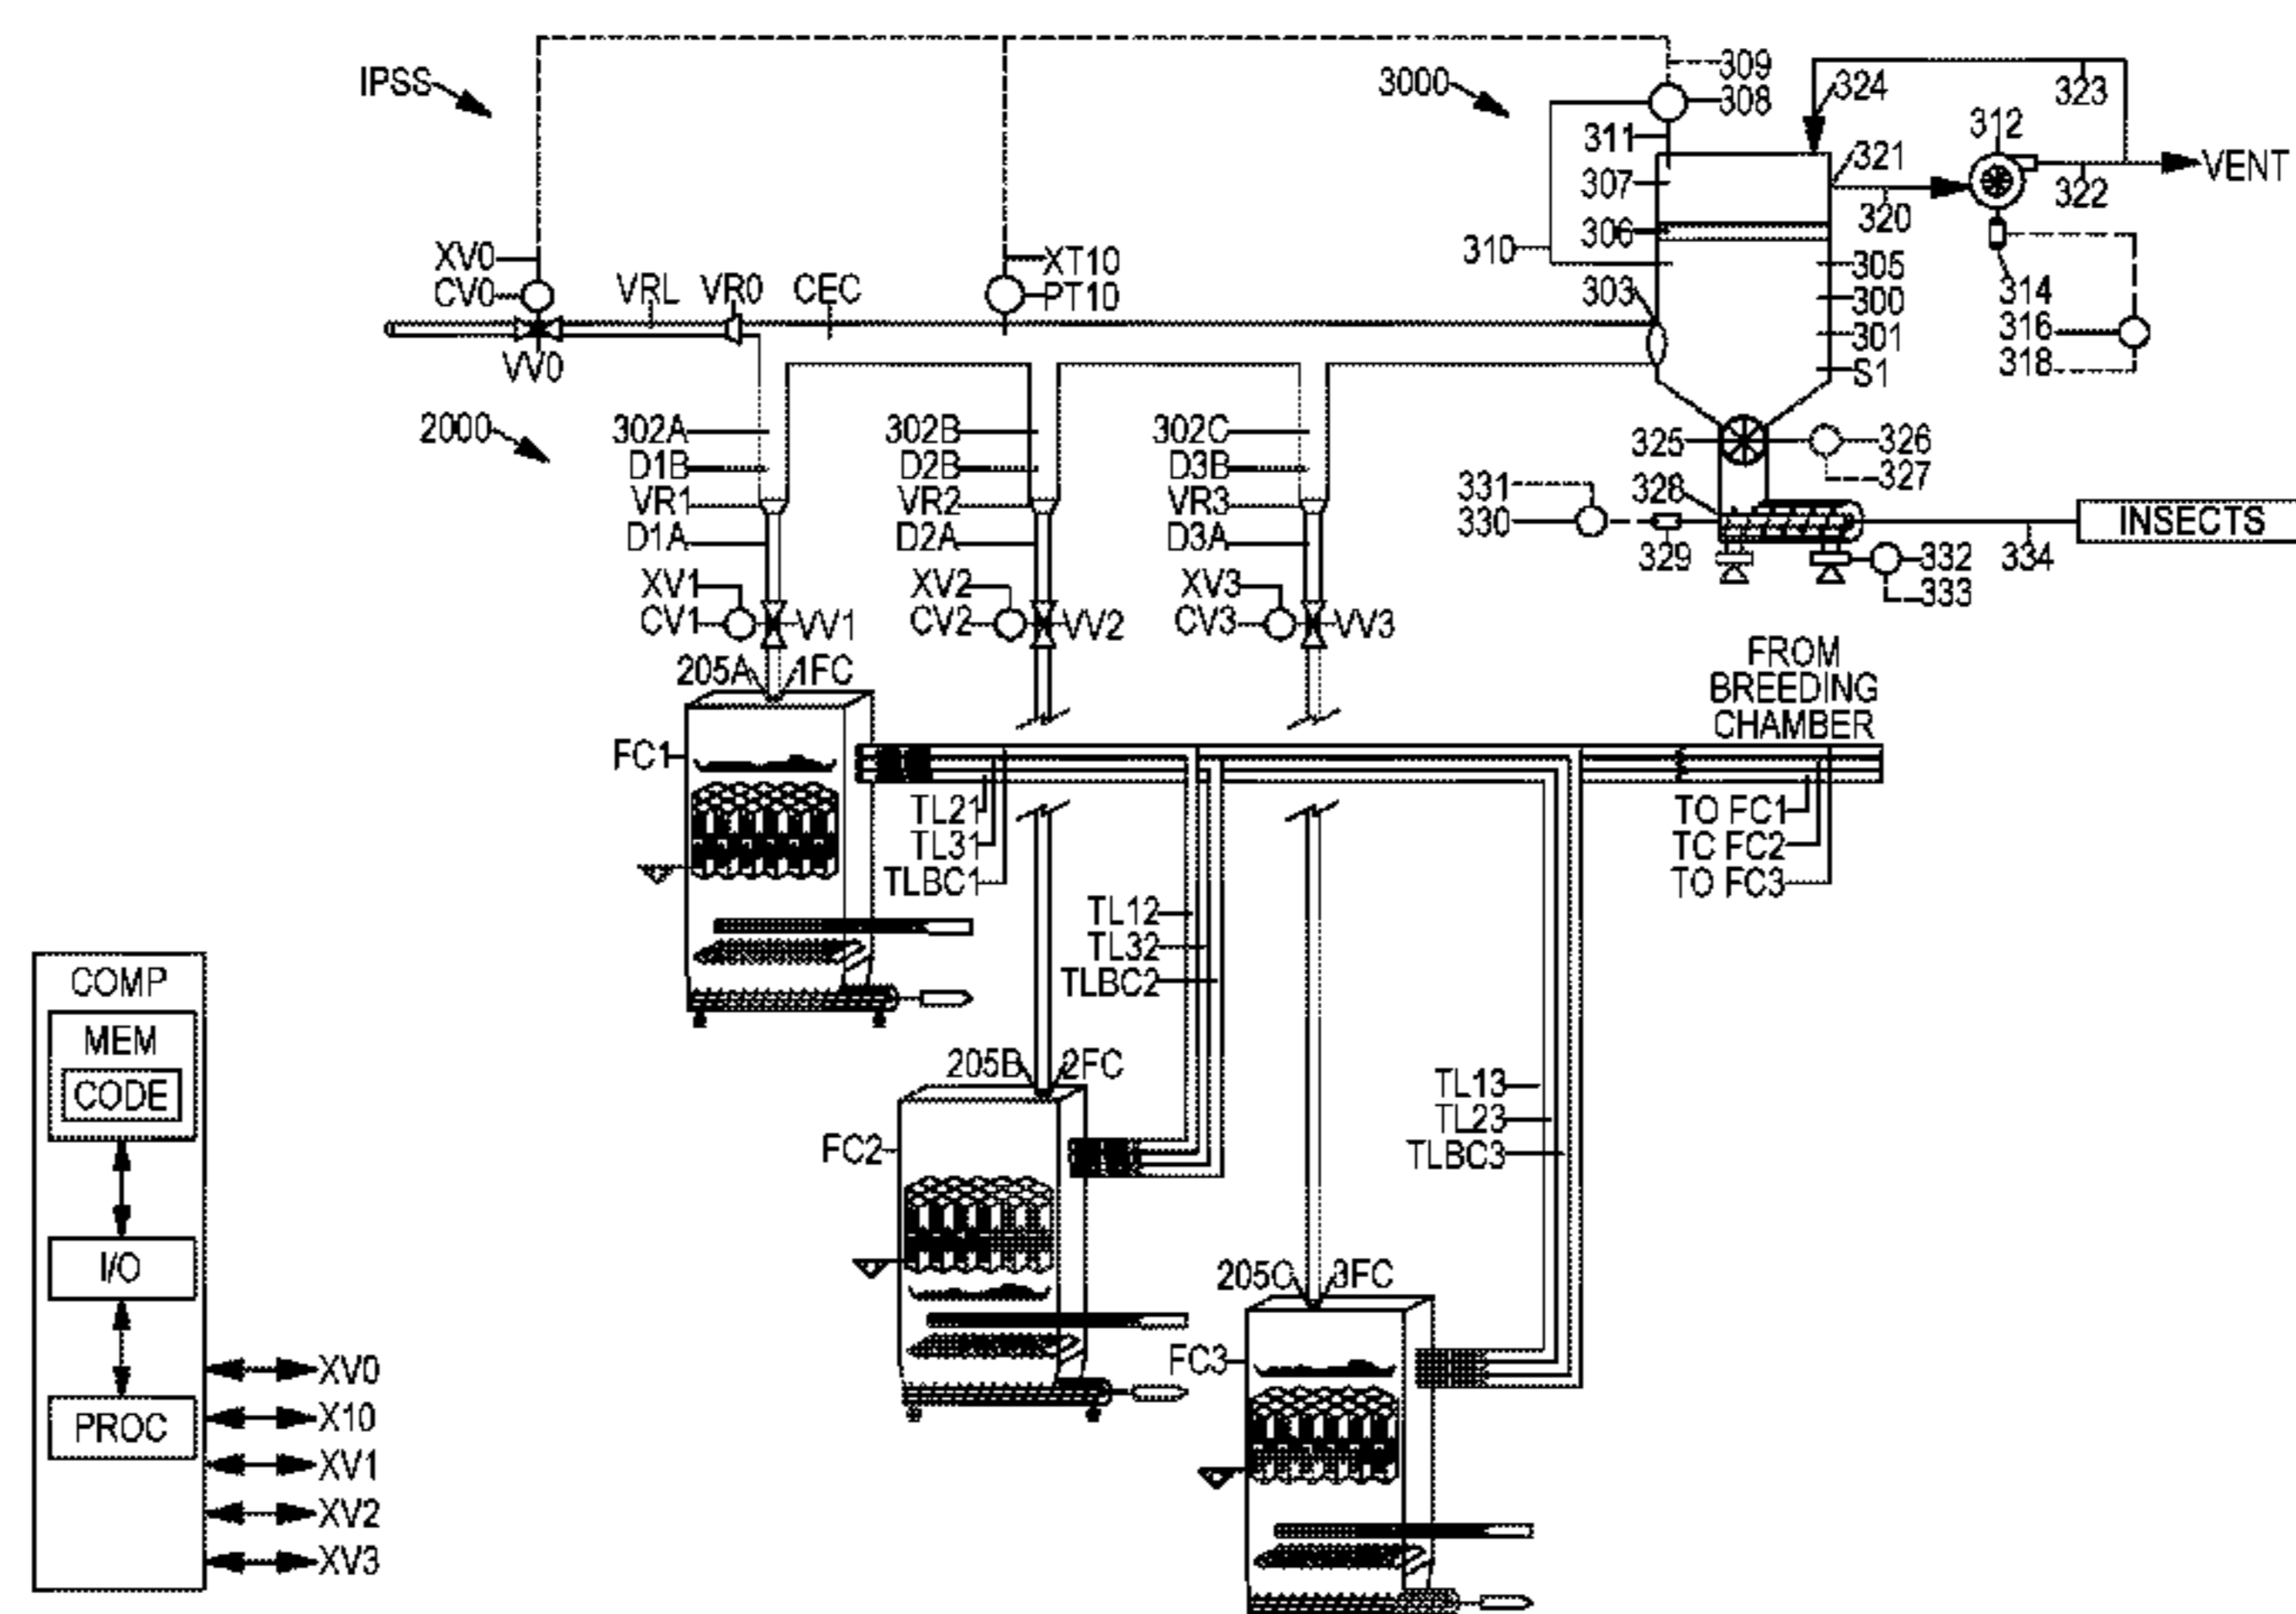 IPSS
3000
309
308
324
323
312
311
321
VENT
307
322
320
306
XV0
CV0
VRL
VR0
CEC
XT10
PT10
310
305
303
300
314
316
301
318
S1
VV0
2000
302A
D1B
VR1
D1A
302B
D2B
VR2
D2A
302C
D3B
VR3
D3A
325
326
327
331
330
328
329
INSECTS
334
332
333
XV1
CV1
VV1
XV2
CV2
VV2
XV3
CV3
VV3
205A
1FC
FROM
BREEDING
CHAMBER
FC1
TL21
TL31
TLBC1
TO FC1
TC FC2
TO FC3
TL12
TL32
TLBC2
COMP
MEM
CODE
I/O
PROC
205B
2FC
FC2
TL13
TL23
TLBC3
205C
3FC
FC3
XV0
X10
XV1
XV2
XV3